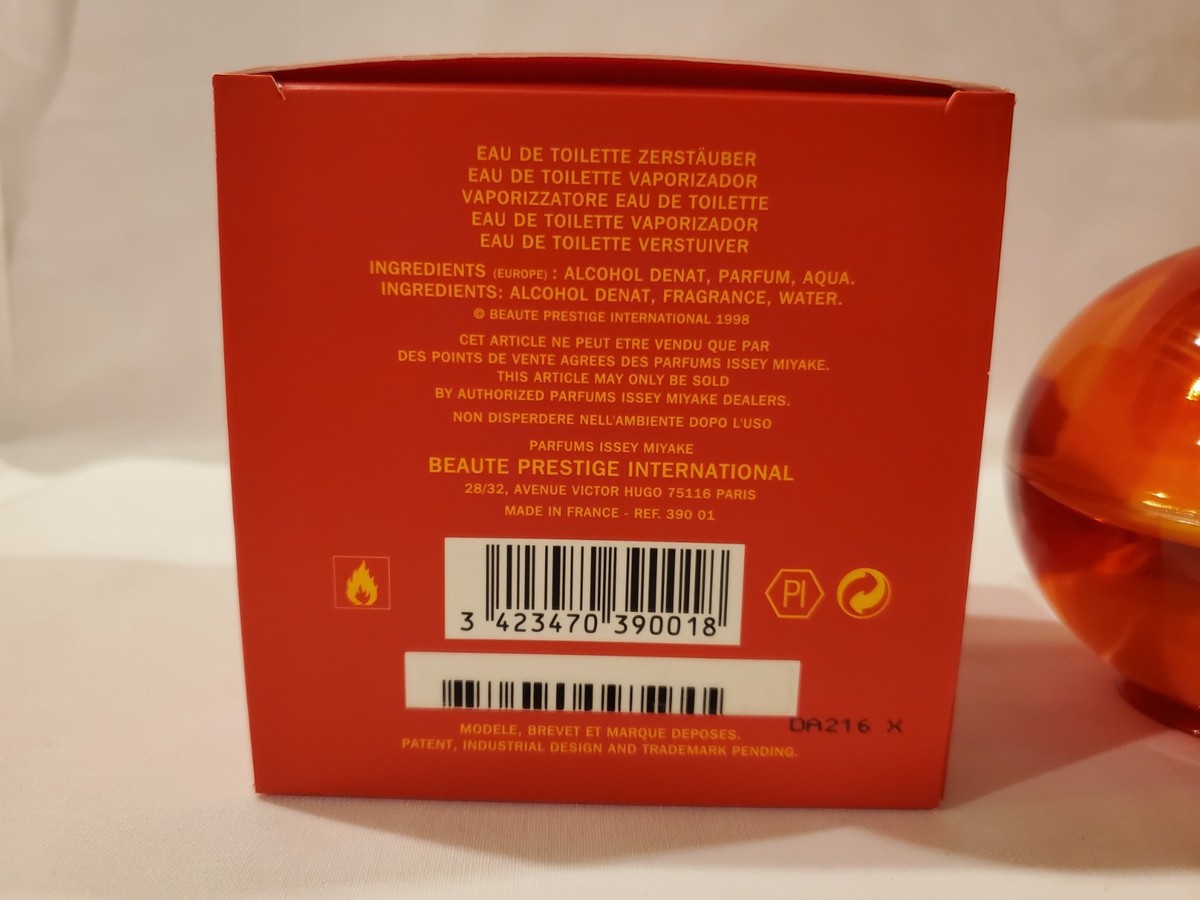 EAU DE TOILETTE ZERSTÄUBER
EAU DE TOILETTE VAPORIZADOR
VAPORIZZATORE EAU DE TOILETTE
EAU DE TOILETTE VAPORIZADOR
EAU DE TOILETTE VERSTUIVER
INGREDIENTS (EUROPE) : ALCOHOL DENAT, PARFUM, AQUA.
INGREDIENTS: ALCOHOL DENAT, FRAGRANCE, WATER.
© BEAUTE PRESTIGE INTERNATIONAL 1998
CET ARTICLE NE PEUT ETRE VENDU QUE PAR
DES POINTS DE VENTE AGREES DES PARFUMS ISSEY MIYAKE.
THIS ARTICLE MAY ONLY BE SOLD
BY AUTHORIZED PARFUMS ISSEY MIYAKE DEALERS.
NON DISPERDERE NELL'AMBIENTE DOPO L'USO
PARFUMS ISSEY MIYAKE
BEAUTE PRESTIGE INTERNATIONAL
28/32, AVENUE VICTOR HUGO 75116 PARIS
MADE IN FRANCE - REF. 390 01
PI
3 423470 390018
DA216 X
MODELE, BREVET ET MARQUE DEPOSES.
PATENT, INDUSTRIAL DESIGN AND TRADEMARK PENDING.